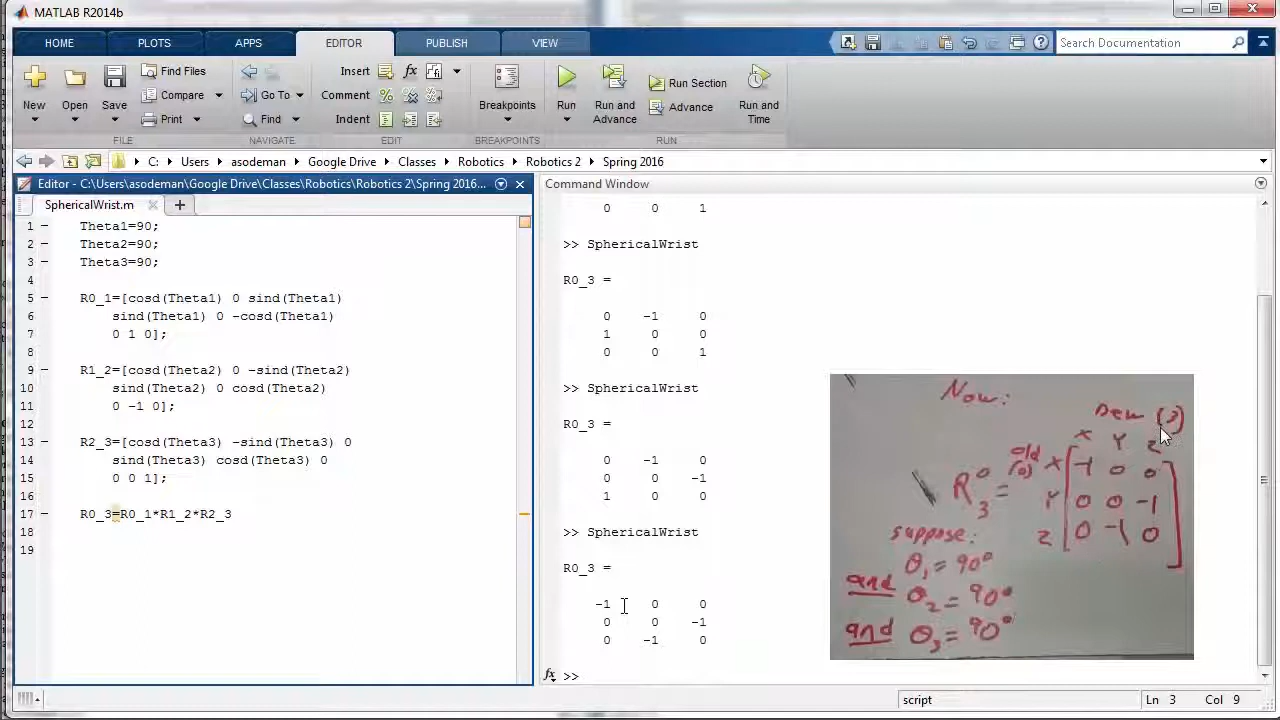 MATLAB R2014b
HOME PLOTS APPS EDITOR PUBLISH VIEW
Search Documentation
New Open Save
Find Files
Compare
Print
Go To
Find
Insert fx
Comment
Indent
Breakpoints
Run
Run and Advance
Run Section
Advance
Run and Time
FILE NAVIGATE EDIT BREAKPOINTS RUN
C: Users asodeman Google Drive Classes Robotics Robotics 2 Spring 2016
Editor - C:\Users\asodeman\Google Drive\Classes\Robotics\Robotics 2\Spring 2016...
SphericalWrist.m
1 Theta1=90;
2 Theta2=90;
3 Theta3=90;
4
5 R0_1=[cosd(Theta1) 0 sind(Theta1)
6 sind(Theta1) 0 -cosd(Theta1)
7 0 1 0];
8
9 R1_2=[cosd(Theta2) 0 -sind(Theta2)
10 sind(Theta2) 0 cosd(Theta2)
11 0 -1 0];
12
13 R2_3=[cosd(Theta3) -sind(Theta3) 0
14 sind(Theta3) cosd(Theta3) 0
15 0 0 1];
16
17 R0_3=R0_1*R1_2*R2_3
18
19
Command Window
0 0 1
>> SphericalWrist
R0_3 =
0 -1 0
1 0 0
0 0 1
>> SphericalWrist
R0_3 =
0 -1 0
0 0 -1
1 0 0
>> SphericalWrist
R0_3 =
-1 0 0
0 0 -1
0 -1 0
fx >>
Now:
new {3}
X Y Z
old {0} X -1 0 0
R 0 3 = Y 0 0 -1
Z 0 -1 0
suppose:
θ1 = 90°
and θ2 = 90°
and θ3 = 90°
script Ln 3 Col 9